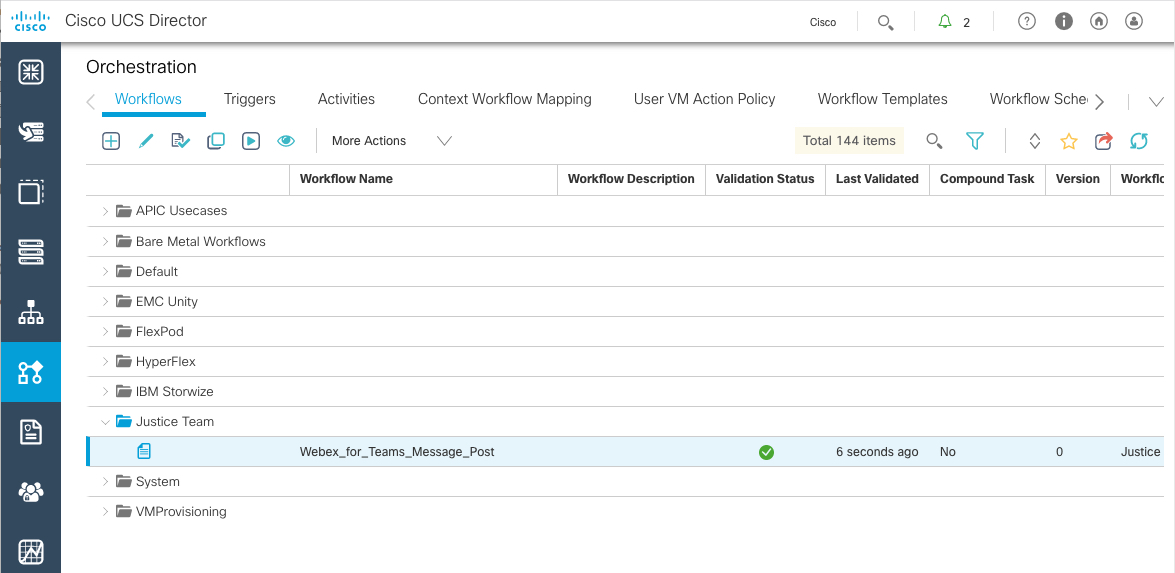 cisco Cisco UCS Director Cisco 2
Orchestration
Workflows Triggers Activities Context Workflow Mapping User VM Action Policy Workflow Templates Workflow Sche
More Actions Total 144 items
Workflow Name Workflow Description Validation Status Last Validated Compound Task Version Workflo
APIC Usecases
Bare Metal Workflows
Default
EMC Unity
FlexPod
HyperFlex
IBM Storwize
Justice Team
Webex_for_Teams_Message_Post 6 seconds ago No 0 Justice
System
VMProvisioning